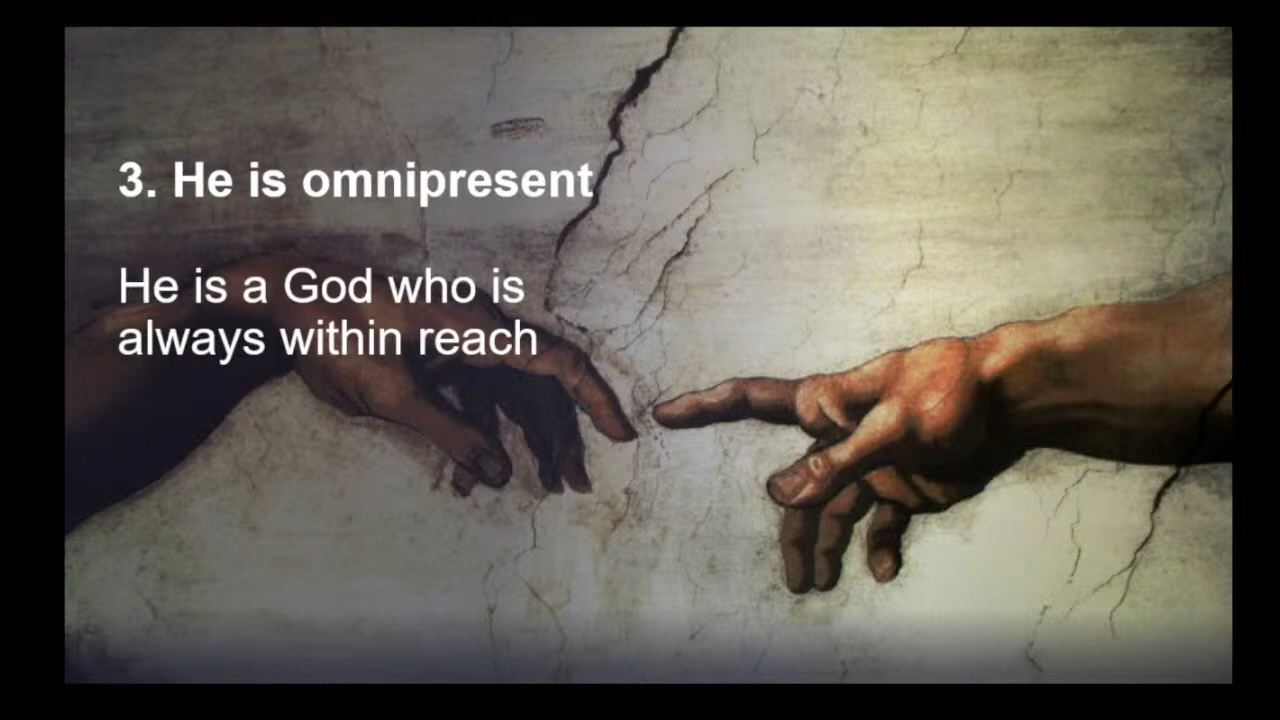 3. He is omnipresent
He is a God who is
always within reach